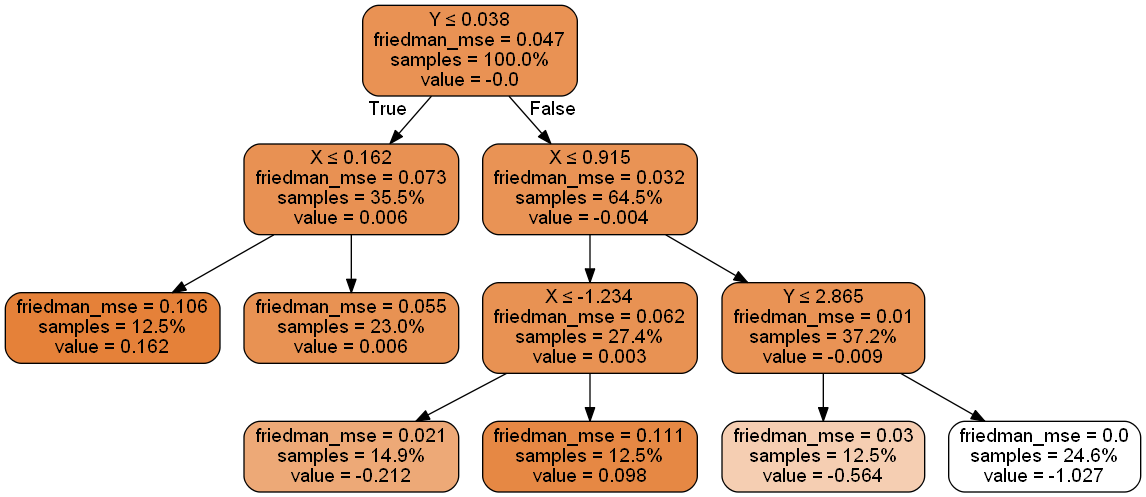 Y ≤ 0.038
friedman_mse = 0.047
samples = 100.0%
value = -0.0
True
False
X ≤ 0.162
friedman_mse = 0.073
samples = 35.5%
value = 0.006
X ≤ 0.915
friedman_mse = 0.032
samples = 64.5%
value = -0.004
friedman_mse = 0.106
samples = 12.5%
value = 0.162
friedman_mse = 0.055
samples = 23.0%
value = 0.006
X ≤ -1.234
friedman_mse = 0.062
samples = 27.4%
value = 0.003
Y ≤ 2.865
friedman_mse = 0.01
samples = 37.2%
value = -0.009
friedman_mse = 0.021
samples = 14.9%
value = -0.212
friedman_mse = 0.111
samples = 12.5%
value = 0.098
friedman_mse = 0.03
samples = 12.5%
value = -0.564
friedman_mse = 0.0
samples = 24.6%
value = -1.027